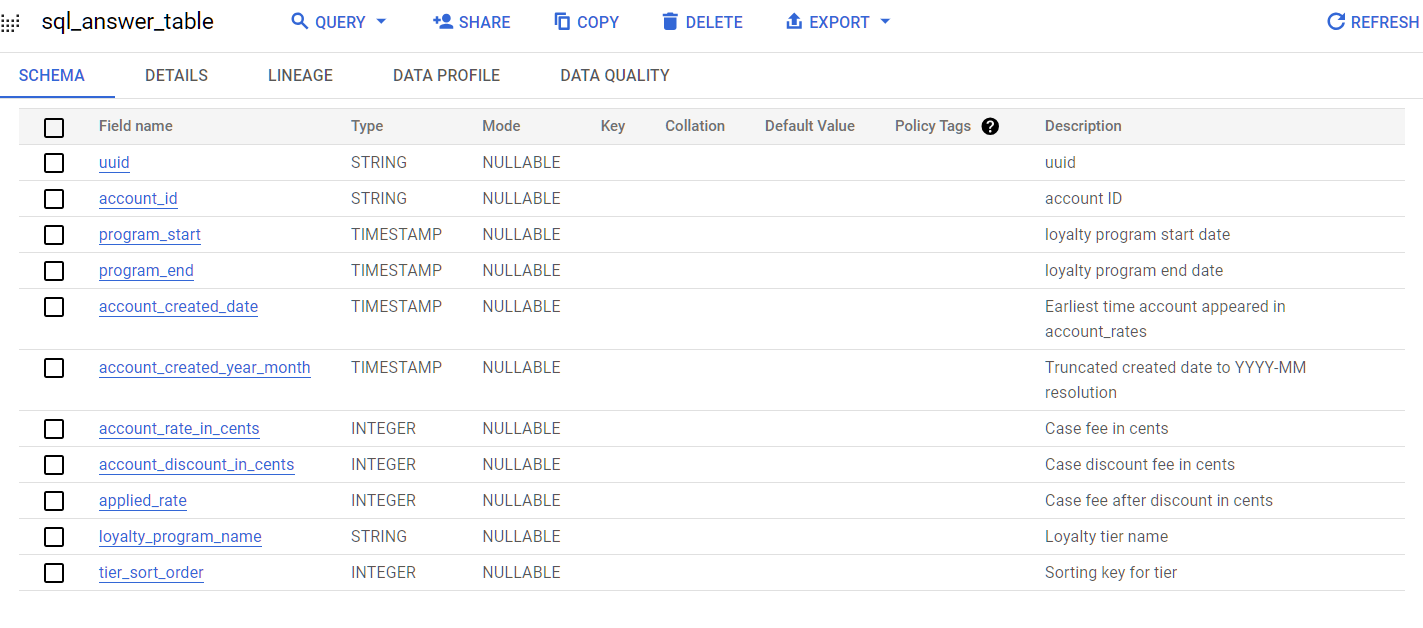 sql_answer_table QUERY SHARE COPY DELETE EXPORT REFRESH
SCHEMA DETAILS LINEAGE DATA PROFILE DATA QUALITY
Field name Type Mode Key Collation Default Value Policy Tags ? Description
uuid STRING NULLABLE uuid
account_id STRING NULLABLE account ID
program_start TIMESTAMP NULLABLE loyalty program start date
program_end TIMESTAMP NULLABLE loyalty program end date
account_created_date TIMESTAMP NULLABLE Earliest time account appeared in
account_rates
account_created_year_month TIMESTAMP NULLABLE Truncated created date to YYYY-MM
resolution
account_rate_in_cents INTEGER NULLABLE Case fee in cents
account_discount_in_cents INTEGER NULLABLE Case discount fee in cents
applied_rate INTEGER NULLABLE Case fee after discount in cents
loyalty_program_name STRING NULLABLE Loyalty tier name
tier_sort_order INTEGER NULLABLE Sorting key for tier